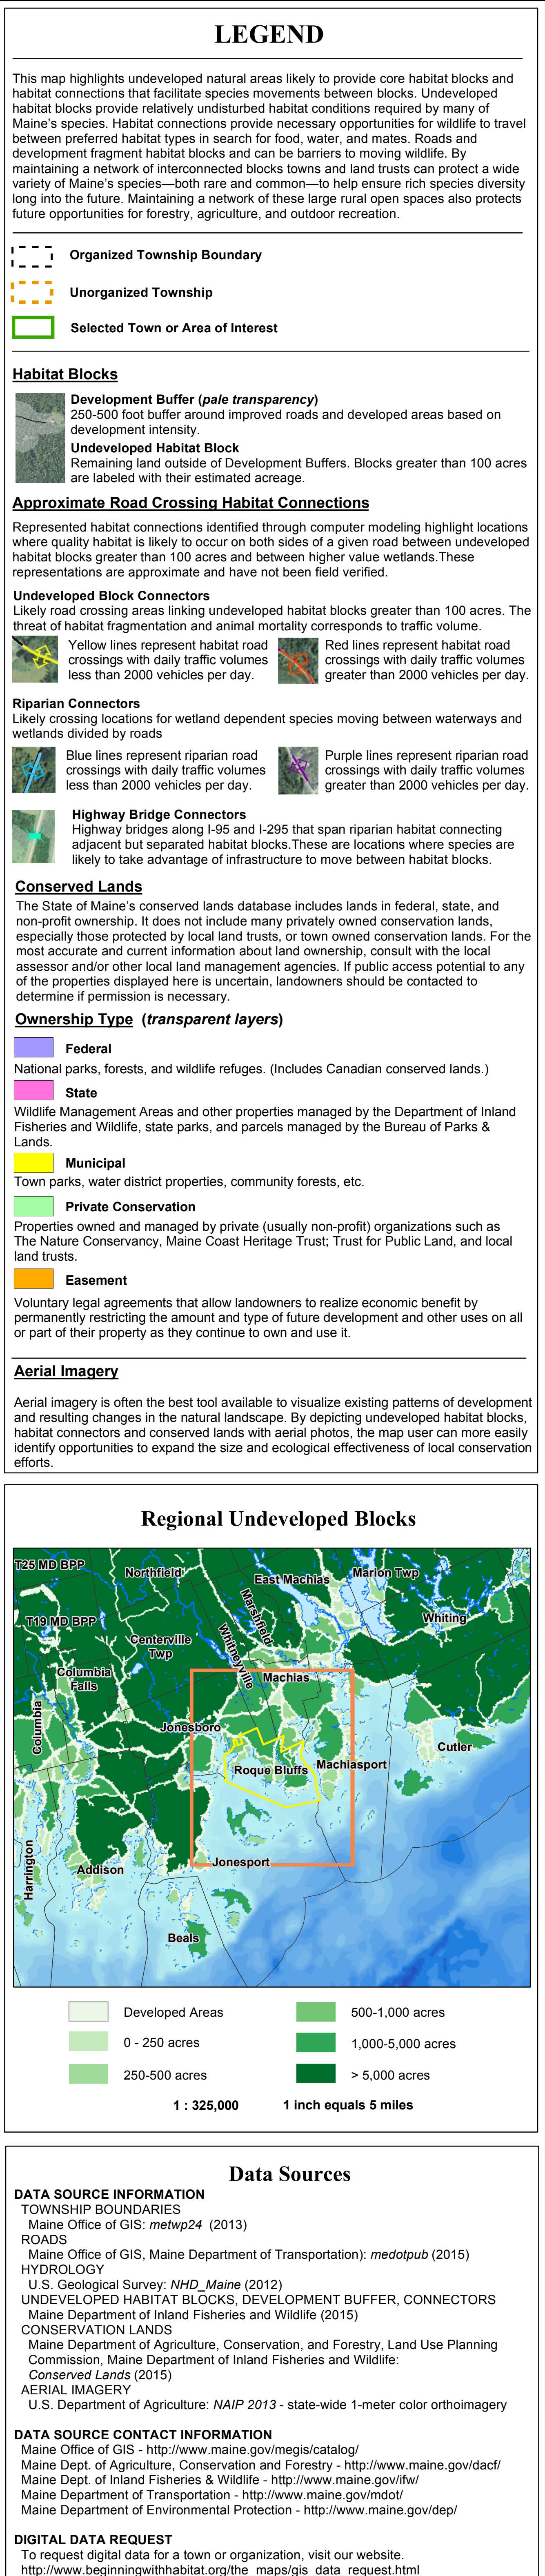 LEGEND
This map highlights undeveloped natural areas likely to provide core habitat blocks and
habitat connections that facilitate species movements between blocks. Undeveloped
habitat blocks provide relatively undisturbed habitat conditions required by many of
Maine's species. Habitat connections provide necessary opportunities for wildlife to travel
between preferred habitat types in search for food, water, and mates. Roads and
development fragment habitat blocks and can be barriers to moving wildlife. By
maintaining a network of interconnected blocks towns and land trusts can protect a wide
variety of Maine's species—both rare and common—to help ensure rich species diversity
long into the future. Maintaining a network of these large rural open spaces also protects
future opportunities for forestry, agriculture, and outdoor recreation.
Organized Township Boundary
Unorganized Township
Selected Town or Area of Interest
Habitat Blocks
Development Buffer (pale transparency)
250-500 foot buffer around improved roads and developed areas based on
development intensity.
Undeveloped Habitat Block
Remaining land outside of Development Buffers. Blocks greater than 100 acres
are labeled with their estimated acreage.
Approximate Road Crossing Habitat Connections
Represented habitat connections identified through computer modeling highlight locations
where quality habitat is likely to occur on both sides of a given road between undeveloped
habitat blocks greater than 100 acres and between higher value wetlands.These
representations are approximate and have not been field verified.
Undeveloped Block Connectors
Likely road crossing areas linking undeveloped habitat blocks greater than 100 acres. The
threat of habitat fragmentation and animal mortality corresponds to traffic volume.
Yellow lines represent habitat road
crossings with daily traffic volumes
less than 2000 vehicles per day.
Red lines represent habitat road
crossings with daily traffic volumes
greater than 2000 vehicles per day.
Riparian Connectors
Likely crossing locations for wetland dependent species moving between waterways and
wetlands divided by roads
Blue lines represent riparian road
crossings with daily traffic volumes
less than 2000 vehicles per day.
Purple lines represent riparian road
crossings with daily traffic volumes
greater than 2000 vehicles per day.
Highway Bridge Connectors
Highway bridges along I-95 and I-295 that span riparian habitat connecting
adjacent but separated habitat blocks.These are locations where species are
likely to take advantage of infrastructure to move between habitat blocks.
Conserved Lands
The State of Maine's conserved lands database includes lands in federal, state, and
non-profit ownership. It does not include many privately owned conservation lands,
especially those protected by local land trusts, or town owned conservation lands. For the
most accurate and current information about land ownership, consult with the local
assessor and/or other local land management agencies. If public access potential to any
of the properties displayed here is uncertain, landowners should be contacted to
determine if permission is necessary.
Ownership Type (transparent layers)
Federal
National parks, forests, and wildlife refuges. (Includes Canadian conserved lands.)
State
Wildlife Management Areas and other properties managed by the Department of Inland
Fisheries and Wildlife, state parks, and parcels managed by the Bureau of Parks &
Lands.
Municipal
Town parks, water district properties, community forests, etc.
Private Conservation
Properties owned and managed by private (usually non-profit) organizations such as
The Nature Conservancy, Maine Coast Heritage Trust; Trust for Public Land, and local
land trusts.
Easement
Voluntary legal agreements that allow landowners to realize economic benefit by
permanently restricting the amount and type of future development and other uses on all
or part of their property as they continue to own and use it.
Aerial Imagery
Aerial imagery is often the best tool available to visualize existing patterns of development
and resulting changes in the natural landscape. By depicting undeveloped habitat blocks,
habitat connectors and conserved lands with aerial photos, the map user can more easily
identify opportunities to expand the size and ecological effectiveness of local conservation
efforts.
Regional Undeveloped Blocks
T25 MD BPP
Northfield
East Machias
Marion Twp
Marshfield
Whiting
T19 MD BPP
Centerville
Twp
Whitneyville
Columbia
Falls
Machias
Columbia
Jonesboro
Cutler
Machiasport
Roque Bluffs
Harrington
Addison
Jonesport
Beals
Developed Areas
0 - 250 acres
250-500 acres
500-1,000 acres
1,000-5,000 acres
> 5,000 acres
1 : 325,000
1 inch equals 5 miles
Data Sources
DATA SOURCE INFORMATION
TOWNSHIP BOUNDARIES
Maine Office of GIS: metwp24 (2013)
ROADS
Maine Office of GIS, Maine Department of Transportation): medotpub (2015)
HYDROLOGY
U.S. Geological Survey: NHD_Maine (2012)
UNDEVELOPED HABITAT BLOCKS, DEVELOPMENT BUFFER, CONNECTORS
Maine Department of Inland Fisheries and Wildlife (2015)
CONSERVATION LANDS
Maine Department of Agriculture, Conservation, and Forestry, Land Use Planning
Commission, Maine Department of Inland Fisheries and Wildlife:
Conserved Lands (2015)
AERIAL IMAGERY
U.S. Department of Agriculture: NAIP 2013 - state-wide 1-meter color orthoimagery
DATA SOURCE CONTACT INFORMATION
Maine Office of GIS - http://www.maine.gov/megis/catalog/
Maine Dept. of Agriculture, Conservation and Forestry - http://www.maine.gov/dacf/
Maine Dept. of Inland Fisheries & Wildlife - http://www.maine.gov/ifw/
Maine Department of Transportation - http://www.maine.gov/mdot/
Maine Department of Environmental Protection - http://www.maine.gov/dep/
DIGITAL DATA REQUEST
To request digital data for a town or organization, visit our website.
http://www.beginningwithhabitat.org/the_maps/gis_data_request.html